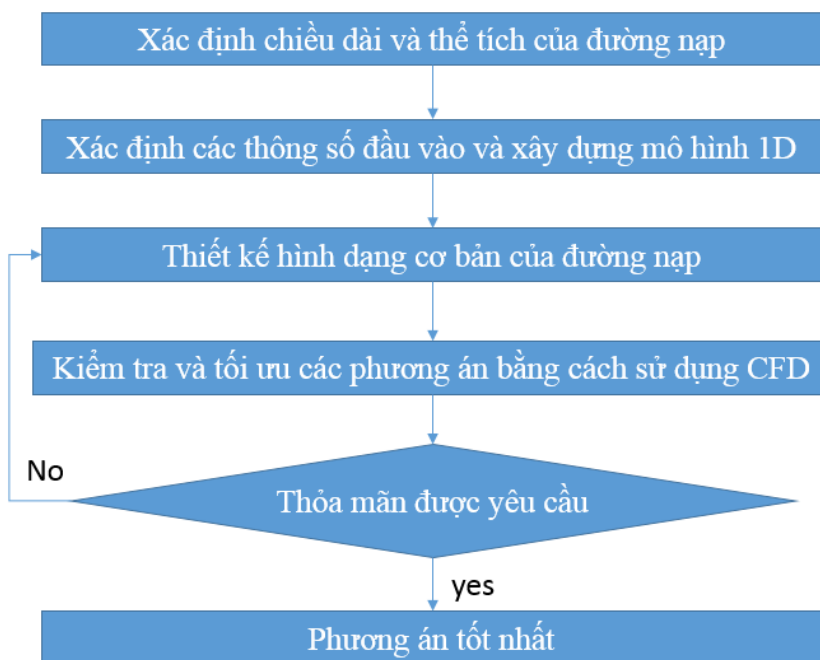 Xác định chiều dài và thể tích của đường nạp
Xác định các thông số đầu vào và xây dựng mô hình 1D
Thiết kế hình dạng cơ bản của đường nạp
Kiểm tra và tối ưu các phương án bằng cách sử dụng CFD
No
Thỏa mãn được yêu cầu
yes
Phương án tốt nhất